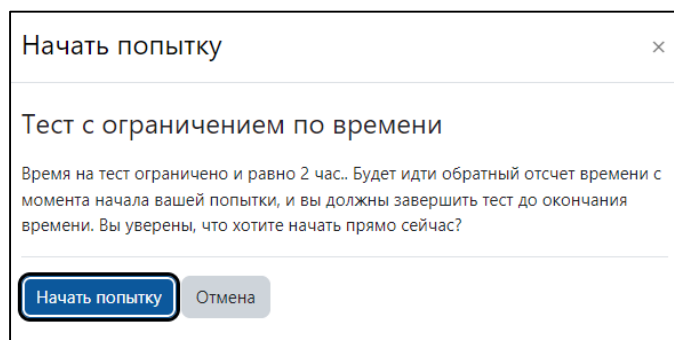 Начать попытку ×
Тест с ограничением по времени
Время на тест ограничено и равно 2 час.. Будет идти обратный отсчет времени с
момента начала вашей попытки, и вы должны завершить тест до окончания
времени. Вы уверены, что хотите начать прямо сейчас?
Начать попытку Отмена